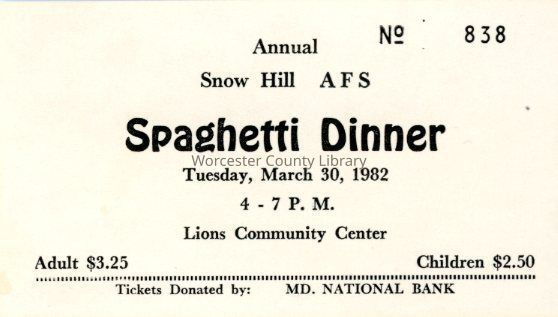 Annual
Nº 838
Snow Hill AFS
Spaghetti Dinner
Worcester County Library
Tuesday, March 30, 1982
4 - 7 P. M.
Lions Community Center
Adult $3.25 Children $2.50
Tickets Donated by: MD. NATIONAL BANK